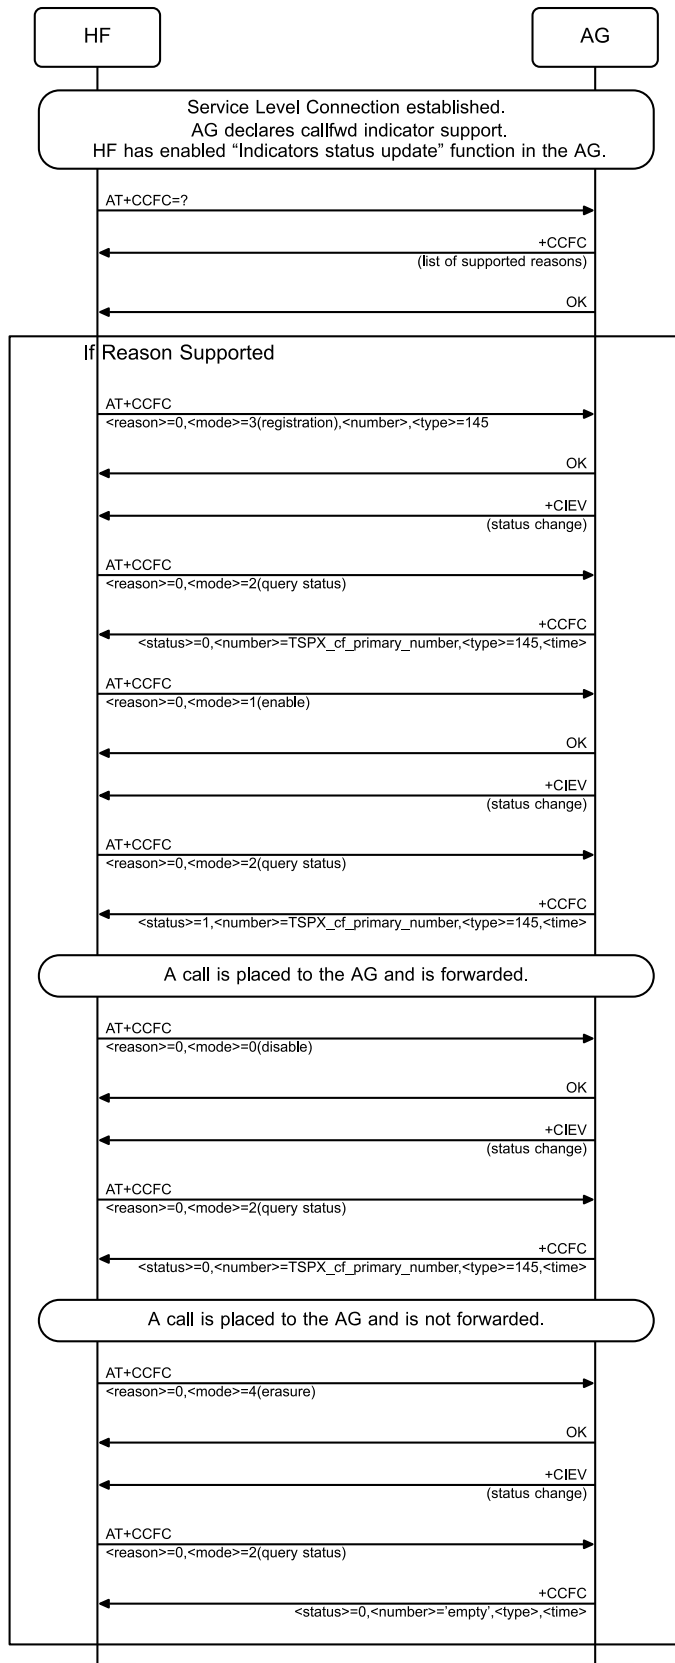 HF
AG
Service Level Connection established.
AG declares callfwd indicator support.
HF has enabled “Indicators status update” function in the AG.
AT+CCFC=?
+CCFC
(list of supported reasons)
OK
If Reason Supported
AT+CCFC
<reason>=0,<mode>=3(registration),<number>,<type>=145
OK
+CIEV
(status change)
AT+CCFC
<reason>=0,<mode>=2(query status)
+CCFC
<status>=0,<number>=TSPX_cf_primary_number,<type>=145,<time>
AT+CCFC
<reason>=0,<mode>=1(enable)
OK
+CIEV
(status change)
AT+CCFC
<reason>=0,<mode>=2(query status)
+CCFC
<status>=1,<number>=TSPX_cf_primary_number,<type>=145,<time>
A call is placed to the AG and is forwarded.
AT+CCFC
<reason>=0,<mode>=0(disable)
OK
+CIEV
(status change)
AT+CCFC
<reason>=0,<mode>=2(query status)
+CCFC
<status>=0,<number>=TSPX_cf_primary_number,<type>=145,<time>
A call is placed to the AG and is not forwarded.
AT+CCFC
<reason>=0,<mode>=4(erasure)
OK
+CIEV
(status change)
AT+CCFC
<reason>=0,<mode>=2(query status)
+CCFC
<status>=0,<number>='empty',<type>,<time>